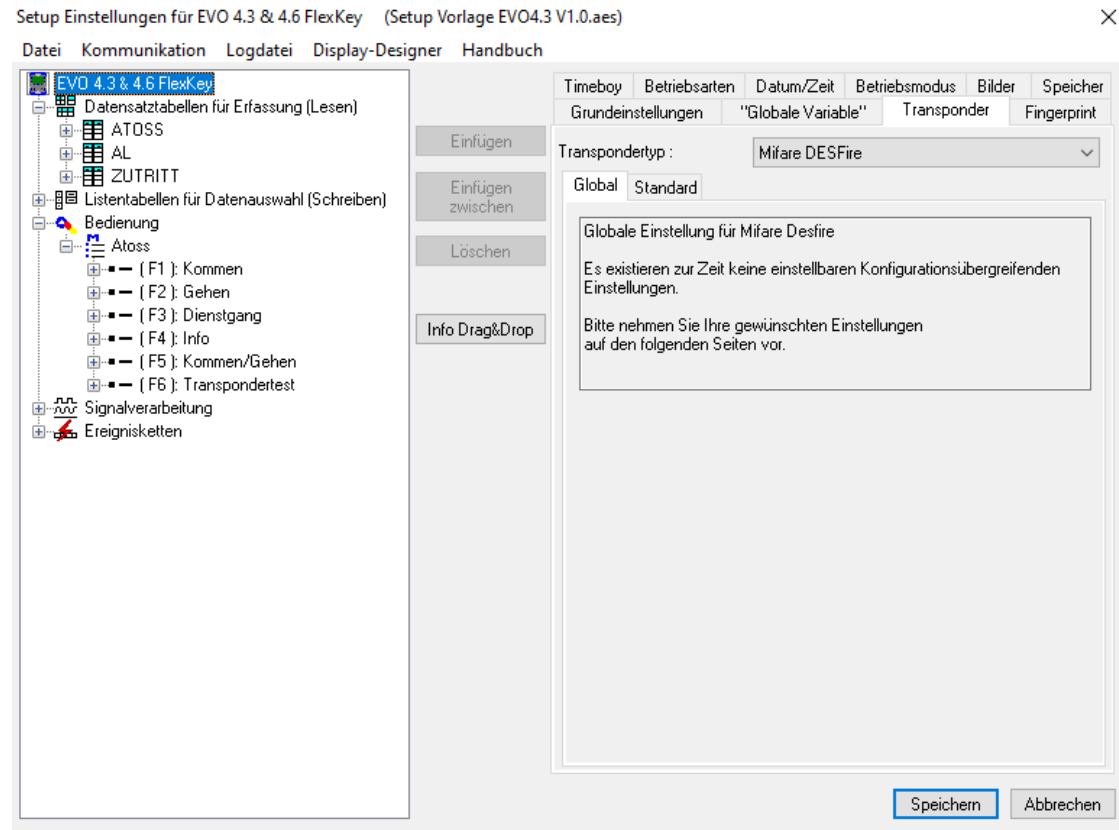 Setup Einstellungen für EVO 4.3 & 4.6 FlexKey (Setup Vorlage EVO4.3 V1.0.aes)
Datei Kommunikation Logdatei Display-Designer Handbuch
EVO 4.3 & 4.6 FlexKey
Datensatztabellen für Erfassung (Lesen)
ATOSS
AL
ZUTRITT
Listentabellen für Datenauswahl (Schreiben)
Bedienung
Atoss
( F1 ): Kommen
( F2 ): Gehen
( F3 ): Dienstgang
( F4 ): Info
( F5 ): Kommen/Gehen
( F6 ): Transpondertest
Signalverarbeitung
Ereignisketten
Einfügen
Einfügen
zwischen
Löschen
Info Drag&Drop
Timeboy Betriebsarten Datum/Zeit Betriebsmodus Bilder Speicher
Grundeinstellungen "Globale Variable" Transponder Fingerprint
Transpondertyp : Mifare DESFire
Global Standard
Globale Einstellung für Mifare Desfire
Es existieren zur Zeit keine einstellbaren Konfigurationsübergreifenden
Einstellungen.
Bitte nehmen Sie Ihre gewünschten Einstellungen
auf den folgenden Seiten vor.
Speichern Abbrechen